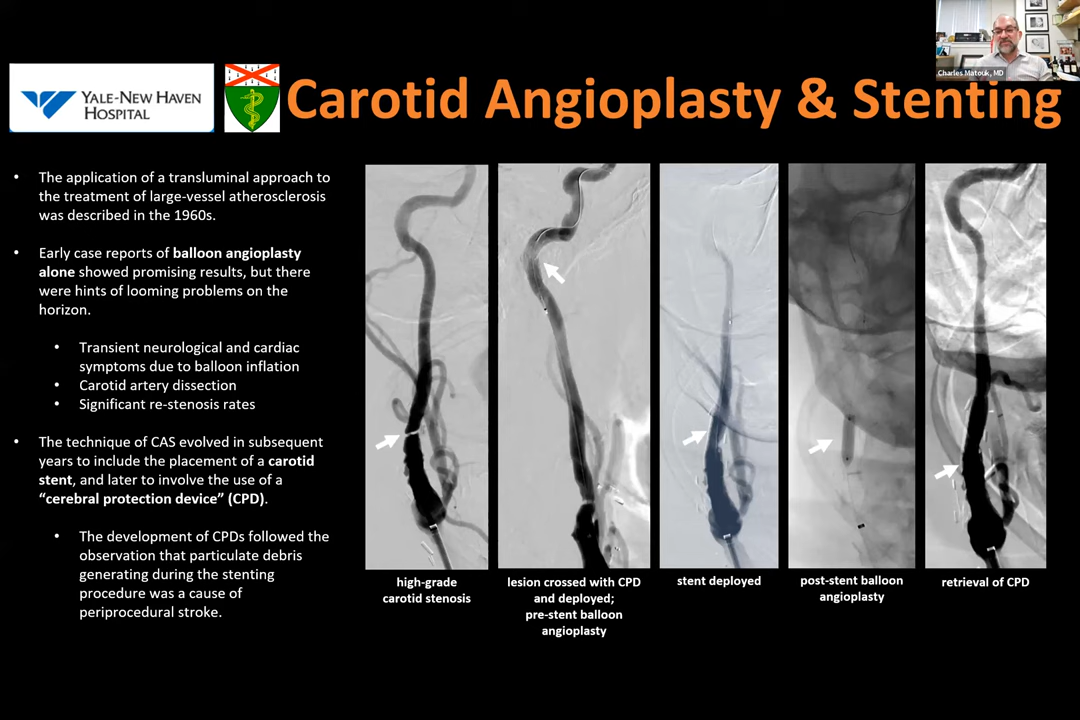 Charles Matouk, MD
YALE-NEW HAVEN
HOSPITAL
Carotid Angioplasty & Stenting
• The application of a transluminal approach to
the treatment of large-vessel atherosclerosis
was described in the 1960s.
• Early case reports of balloon angioplasty
alone showed promising results, but there
were hints of looming problems on the
horizon.
• Transient neurological and cardiac
symptoms due to balloon inflation
• Carotid artery dissection
• Significant re-stenosis rates
• The technique of CAS evolved in subsequent
years to include the placement of a carotid
stent, and later to involve the use of a
“cerebral protection device” (CPD).
• The development of CPDs followed the
observation that particulate debris
generating during the stenting
procedure was a cause of
periprocedural stroke.
high-grade
carotid stenosis
lesion crossed with CPD
and deployed;
pre-stent balloon
angioplasty
stent deployed
post-stent balloon
angioplasty
retrieval of CPD